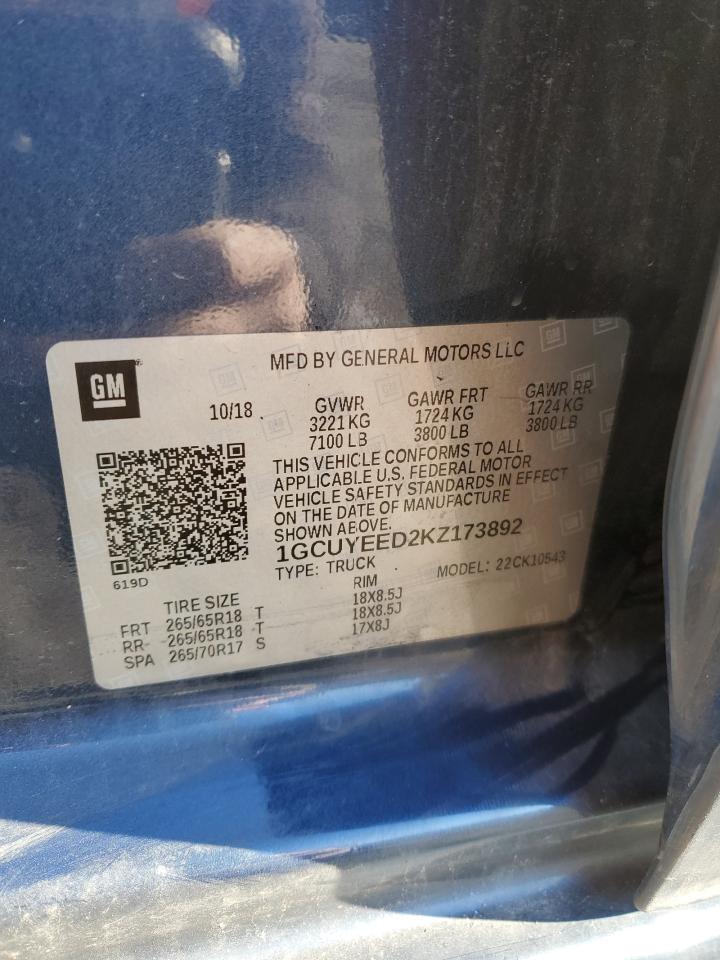 GM
MFD BY GENERAL MOTORS LLC
10/18
GVWR GAWR FRT GAWR RR
3221 KG 1724 KG 1724 KG
7100 LB 3800 LB 3800 LB
THIS VEHICLE CONFORMS TO ALL
APPLICABLE U.S. FEDERAL MOTOR
VEHICLE SAFETY STANDARDS IN EFFECT
ON THE DATE OF MANUFACTURE
SHOWN ABOVE.
1GCUYEED2KZ173892
619D
TYPE: TRUCK MODEL: 22CK10543
TIRE SIZE RIM
FRT 265/65R18 T 18X8.5J
RR 265/65R18 T 18X8.5J
SPA 265/70R17 S 17X8J